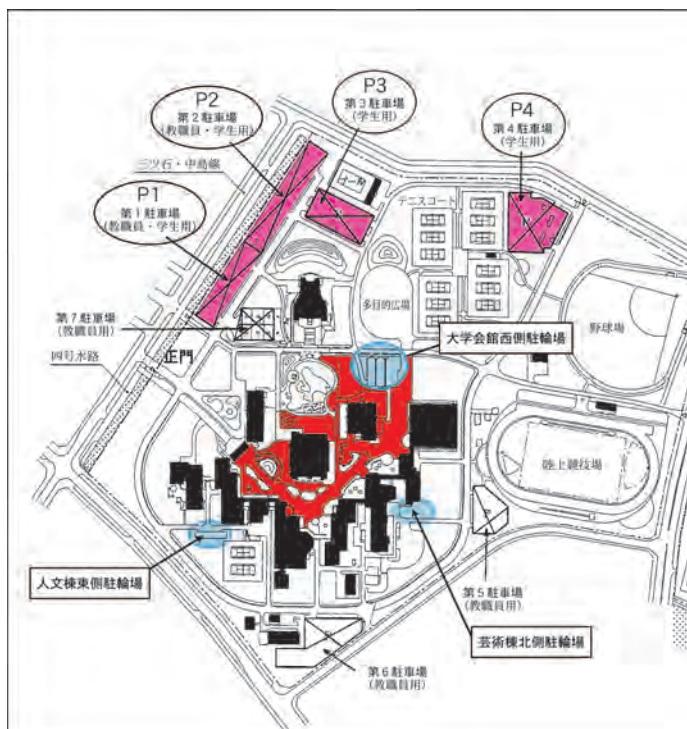 P3
第3駐車場
(学生用)
P2
第2駐車場
(教職員・学生用)
P4
第4駐車場
(学生用)
三ツ石・中島線
テニスコート
P1
第1駐車場
(教職員・学生用)
多目的広場
第7駐車場
(教職員用)
野球場
大学会館西側駐輪場
四号水路
正門
陸上競技場
人文棟東側駐輪場
第5駐車場
(教職員用)
芸術棟北側駐輪場
第6駐車場
(教職員用)